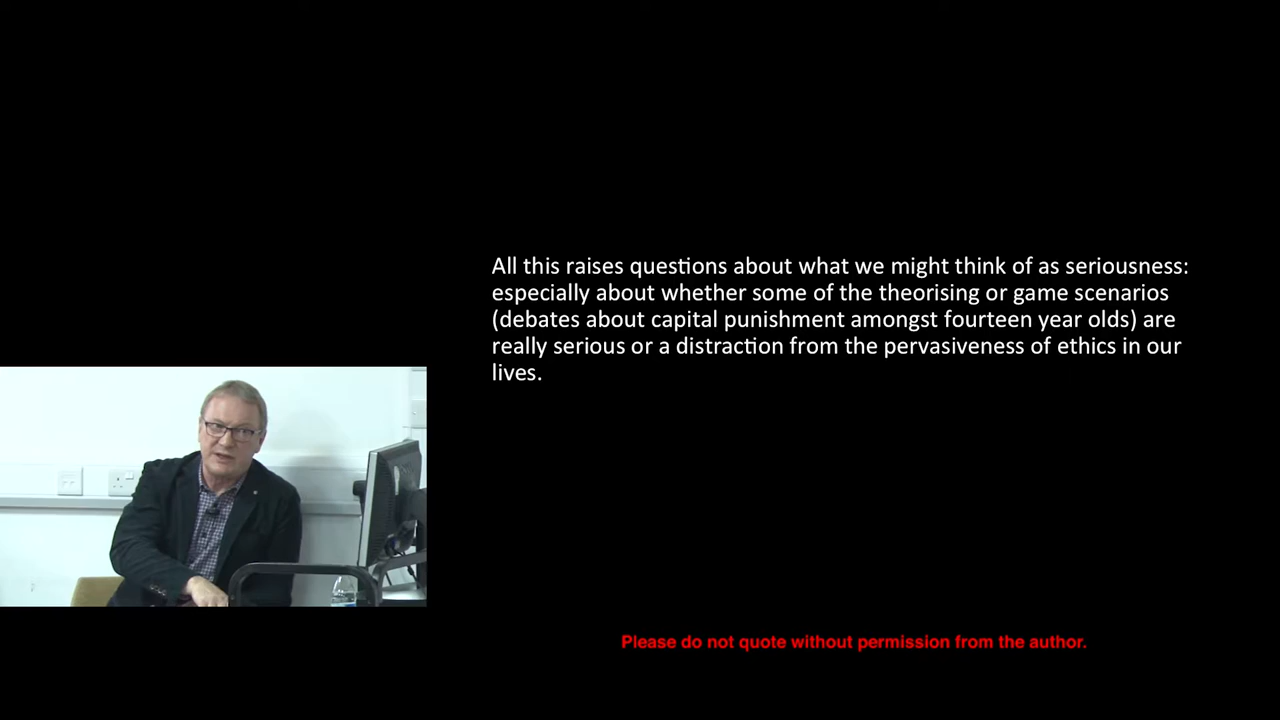 All this raises questions about what we might think of as seriousness:
especially about whether some of the theorising or game scenarios
(debates about capital punishment amongst fourteen year olds) are
really serious or a distraction from the pervasiveness of ethics in our
lives.
Please do not quote without permission from the author.